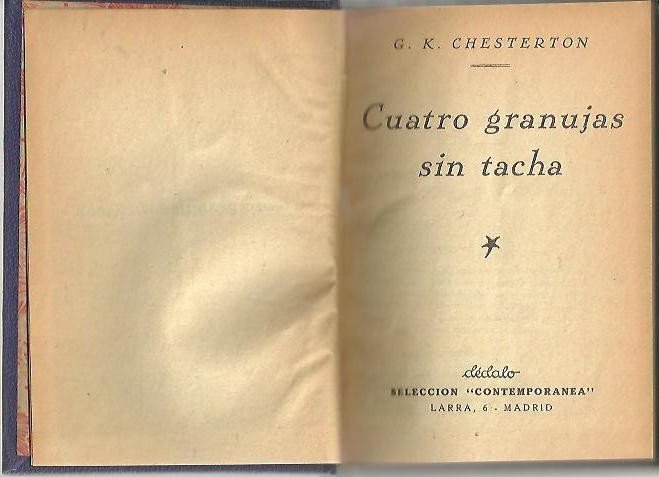 G. K. CHESTERTON
Cuatro granujas
sin tacha
dédalo
SELECCION "CONTEMPORANEA"
LARRA, 6 - MADRID